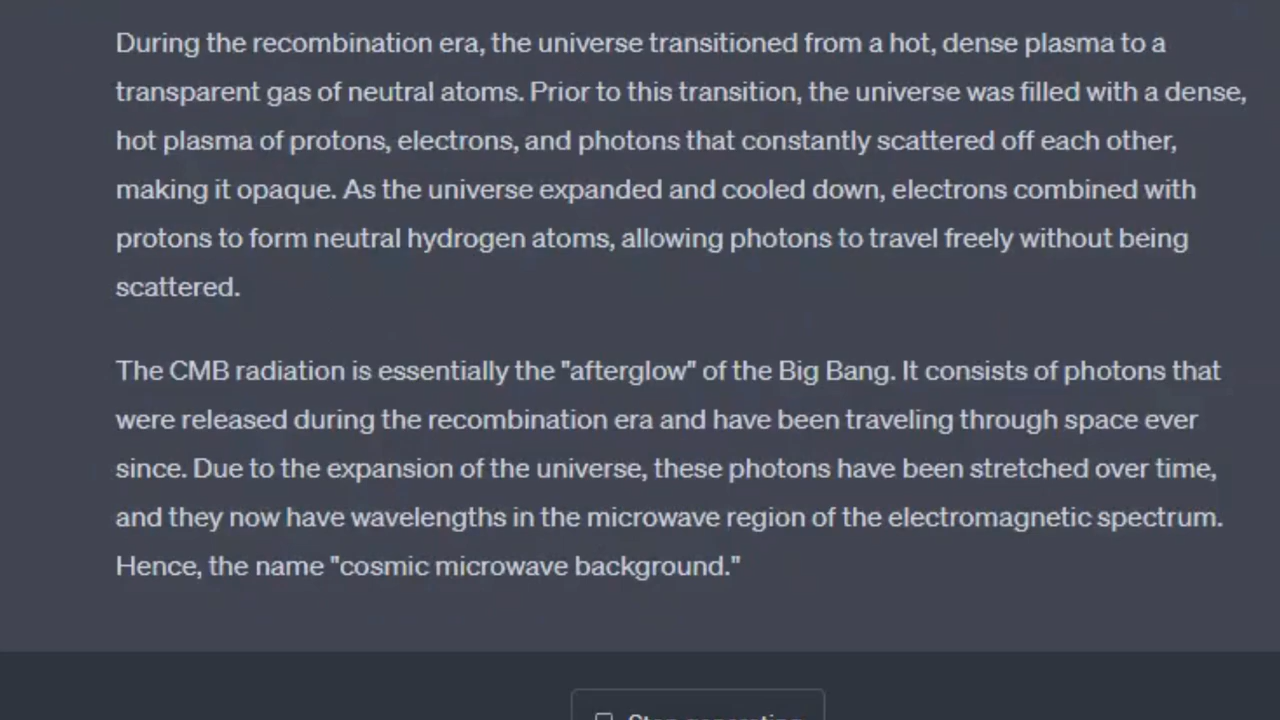 During the recombination era, the universe transitioned from a hot, dense plasma to a
transparent gas of neutral atoms. Prior to this transition, the universe was filled with a dense,
hot plasma of protons, electrons, and photons that constantly scattered off each other,
making it opaque. As the universe expanded and cooled down, electrons combined with
protons to form neutral hydrogen atoms, allowing photons to travel freely without being
scattered.
The CMB radiation is essentially the "afterglow" of the Big Bang. It consists of photons that
were released during the recombination era and have been traveling through space ever
since. Due to the expansion of the universe, these photons have been stretched over time,
and they now have wavelengths in the microwave region of the electromagnetic spectrum.
Hence, the name "cosmic microwave background."
Stop generating